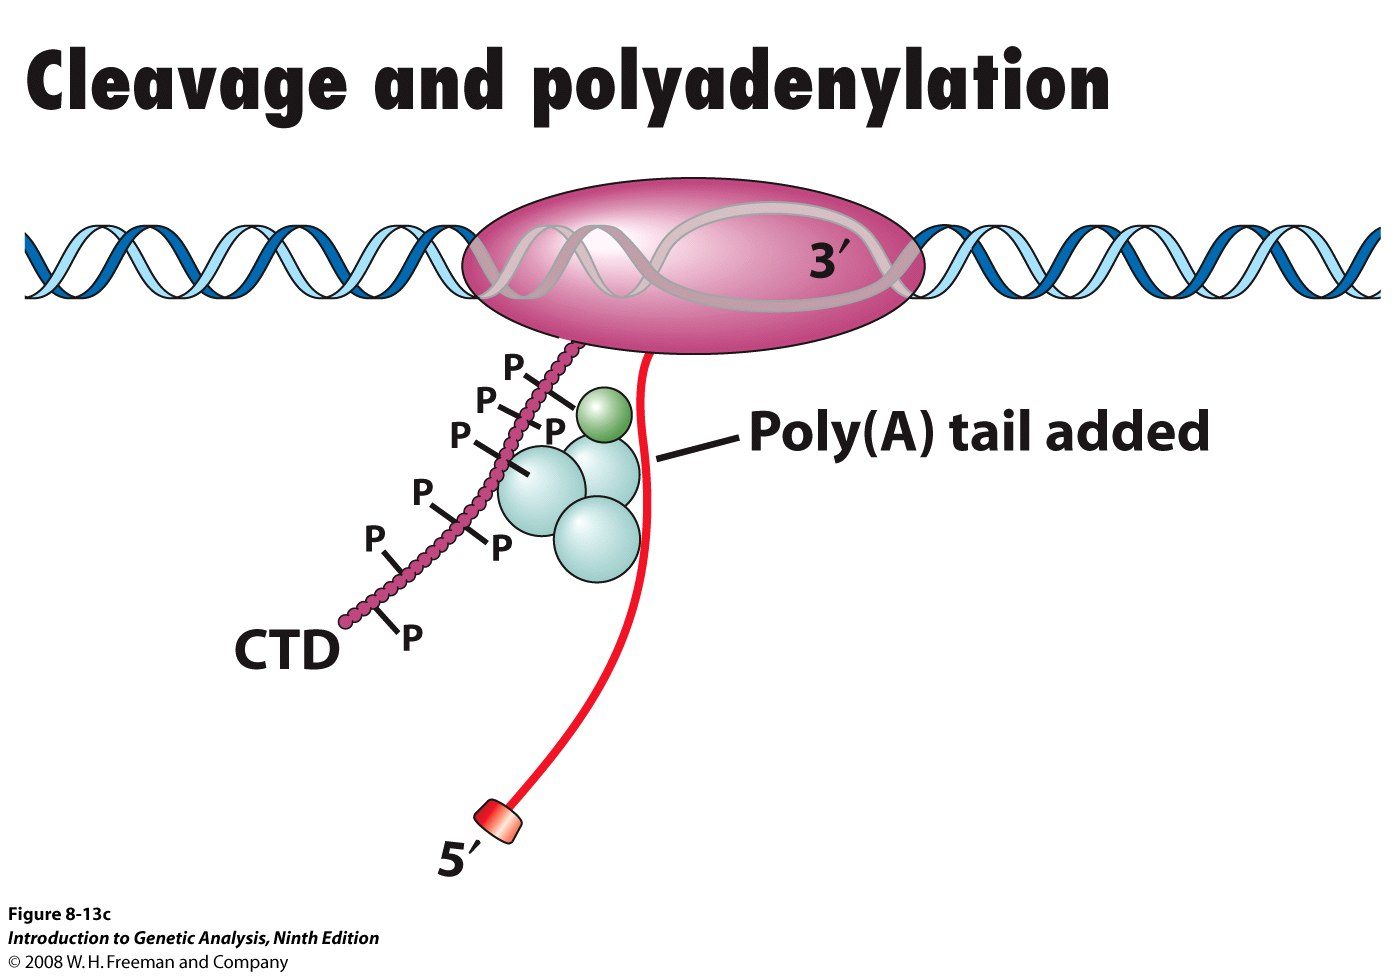 Cleavage and polyadenylation
3′
P
P
P
P
Poly(A) tail added
P
P
P
CTD
P
5′
Figure 8-13c
Introduction to Genetic Analysis, Ninth Edition
© 2008 W. H. Freeman and Company